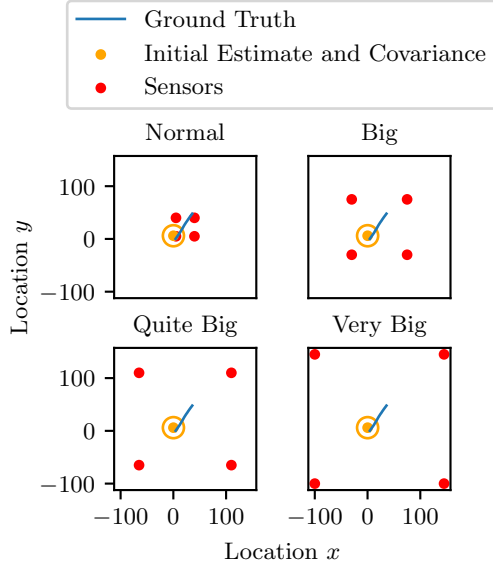 Ground Truth
Initial Estimate and Covariance
Sensors
Normal
Big
100
0
−100
Location y
Quite Big
Very Big
100
0
−100
−100 0 100
−100 0 100
Location x